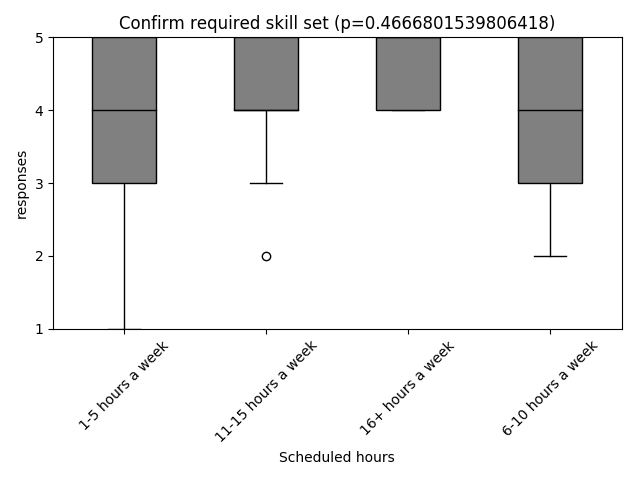 Confirm required skill set (p=0.4666801539806418)
5
4
3
2
1
responses
1-5 hours a week
11-15 hours a week
16+ hours a week
6-10 hours a week
Scheduled hours